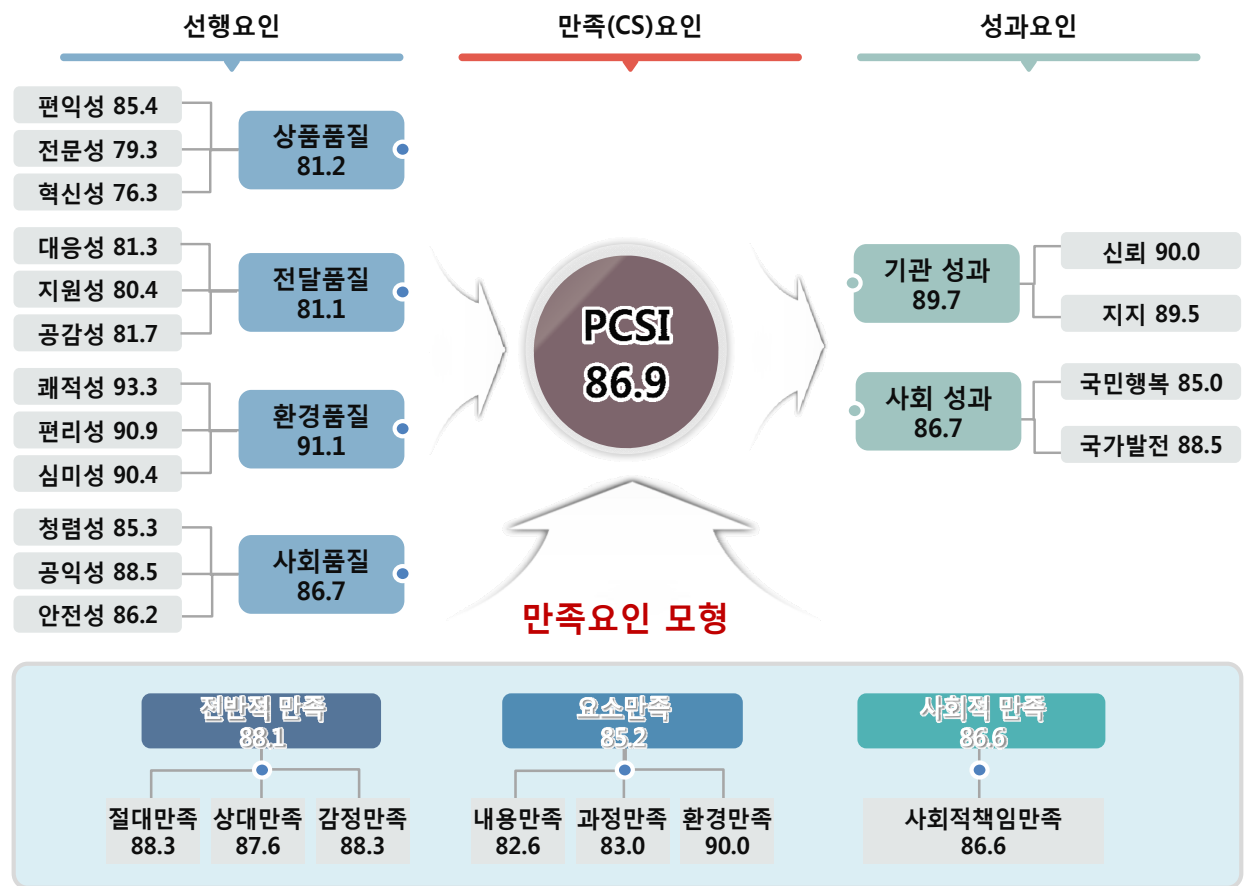 선행요인
만족(CS)요인
성과요인
편익성 85.4
전문성 79.3
혁신성 76.3
상품품질
81.2
대응성 81.3
지원성 80.4
공감성 81.7
전달품질
81.1
쾌적성 93.3
편리성 90.9
심미성 90.4
환경품질
91.1
청렴성 85.3
공익성 88.5
안전성 86.2
사회품질
86.7
PCSI
86.9
기관 성과
89.7
신뢰 90.0
지지 89.5
사회 성과
86.7
국민행복 85.0
국가발전 88.5
만족요인 모형
전반적 만족
88.1
절대만족
88.3
상대만족
87.6
감정만족
88.3
요소만족
85.2
내용만족
82.6
과정만족
83.0
환경만족
90.0
사회적 만족
86.6
사회적책임만족
86.6